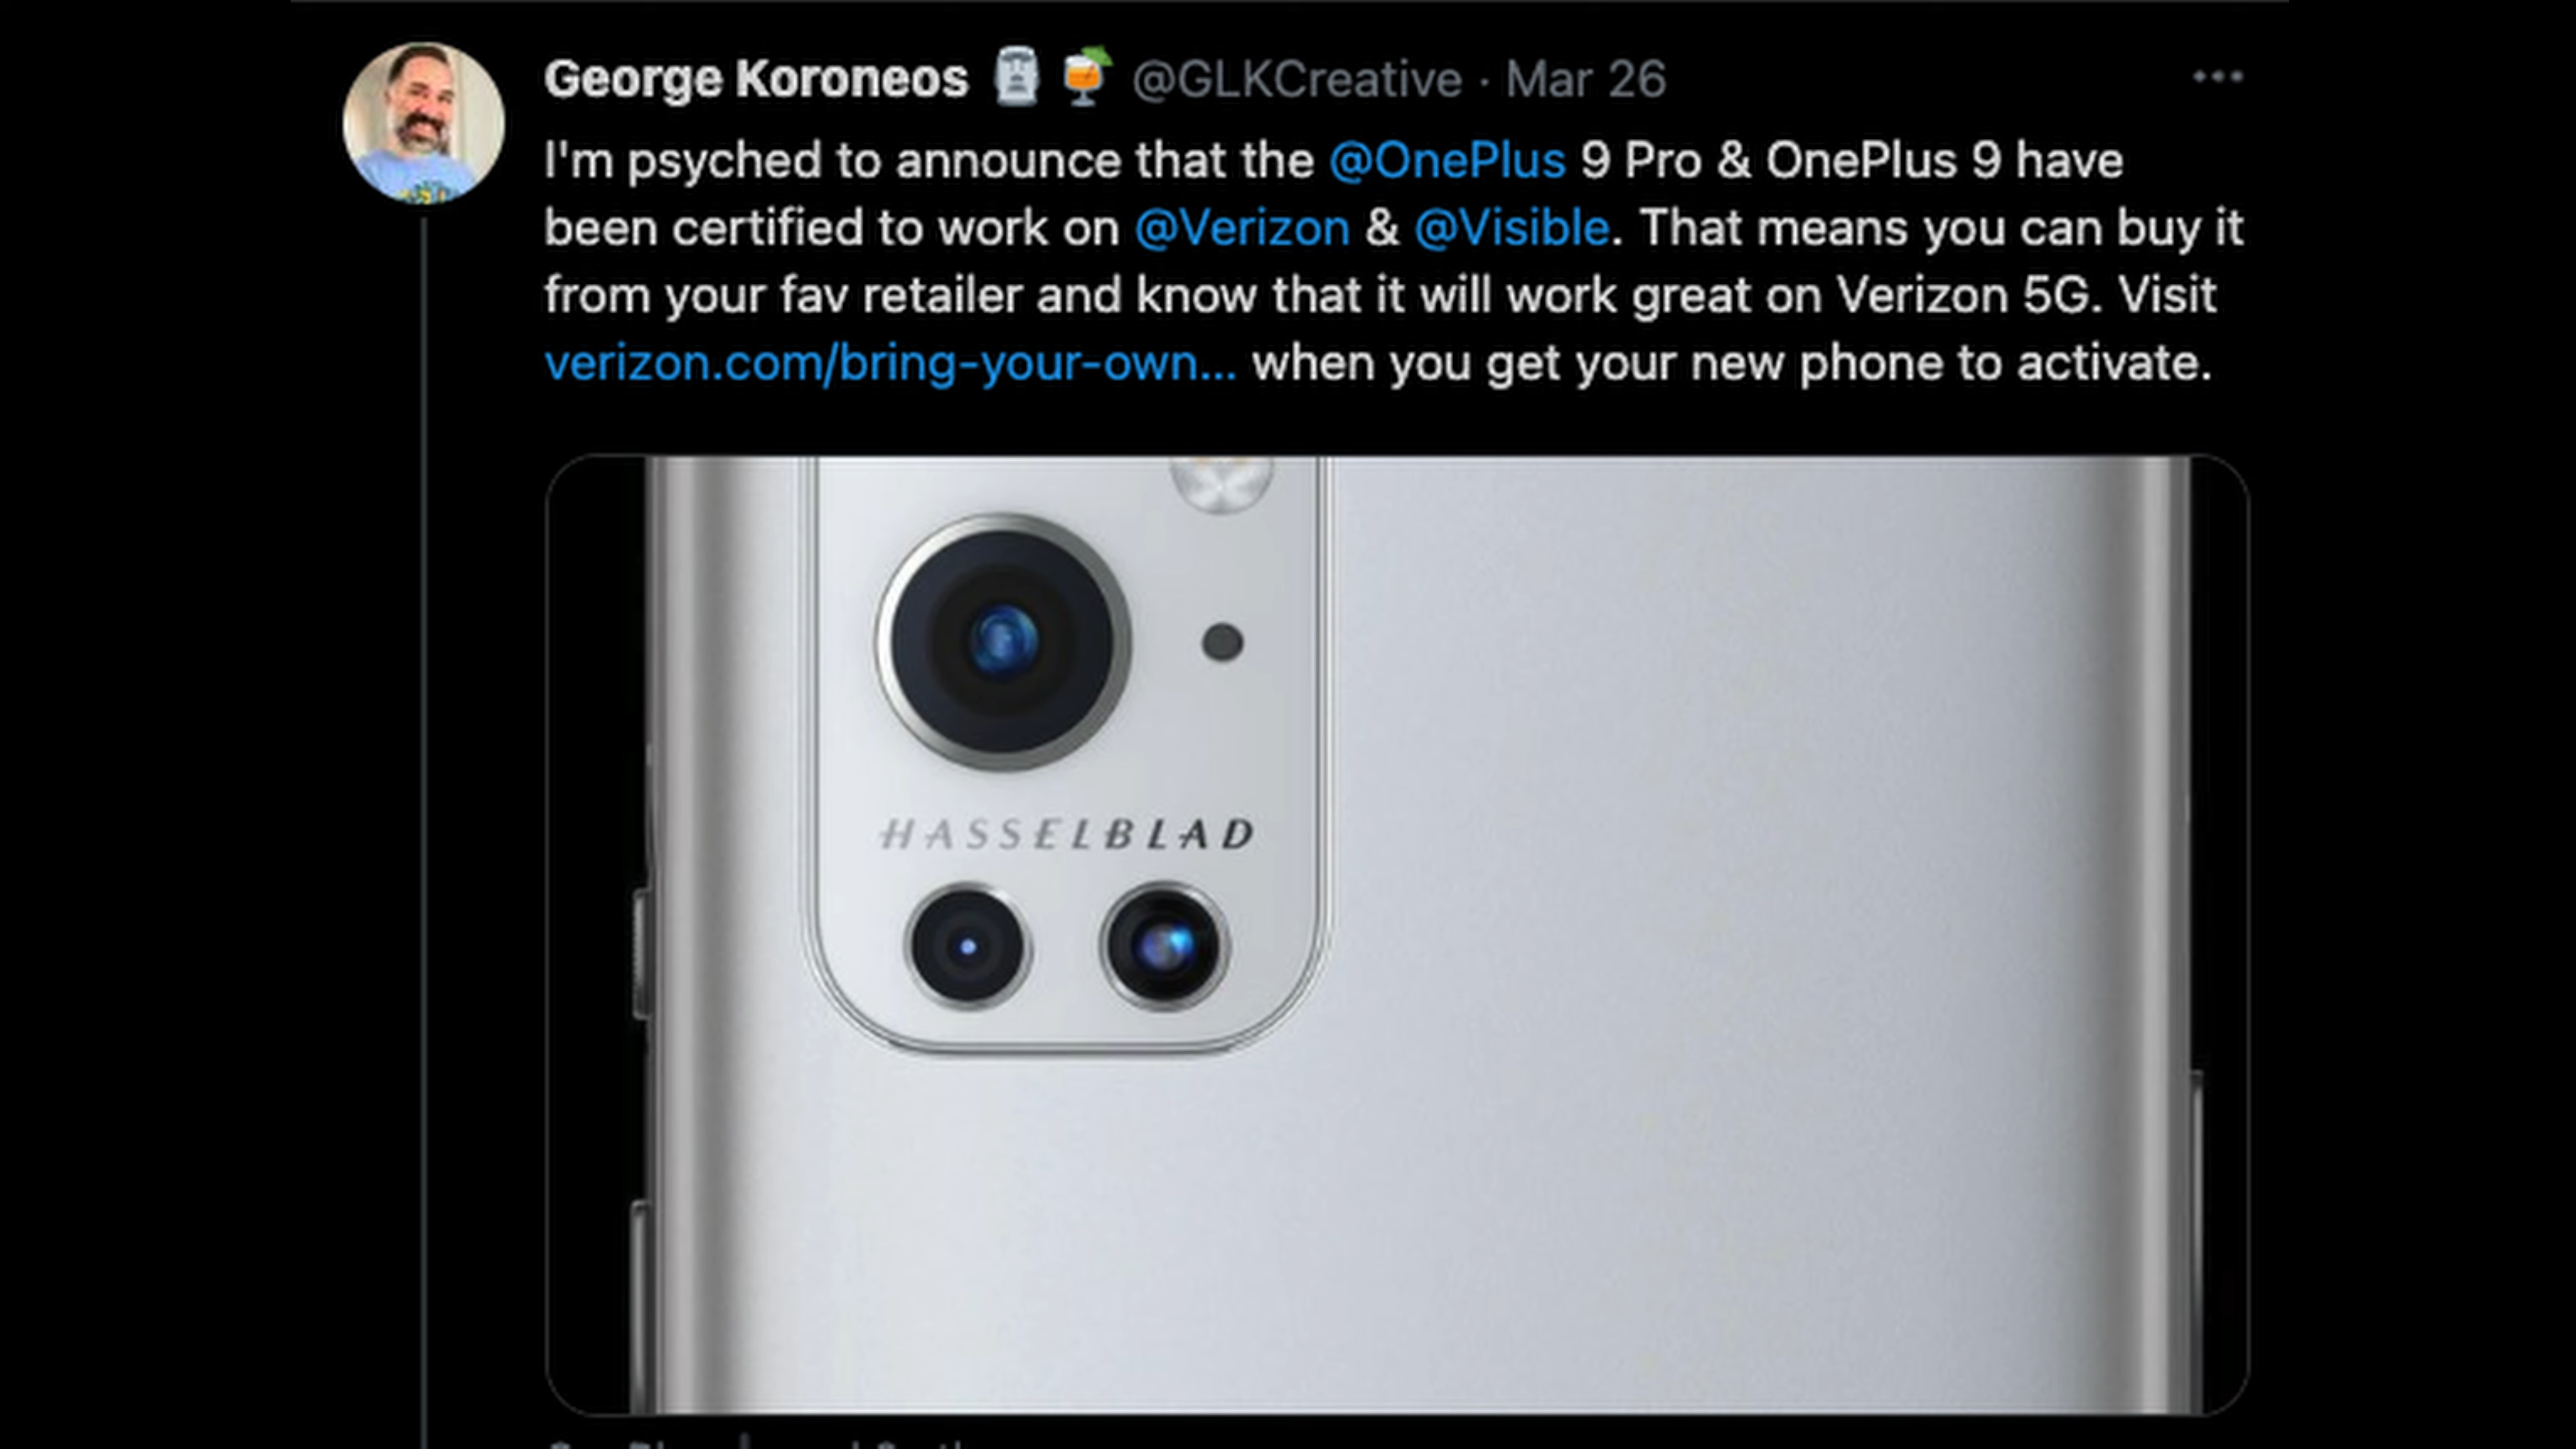 George Koroneos 🗿🍹 @GLKCreative · Mar 26
I'm psyched to announce that the @OnePlus 9 Pro & OnePlus 9 have
been certified to work on @Verizon & @Visible. That means you can buy it
from your fav retailer and know that it will work great on Verizon 5G. Visit
verizon.com/bring-your-own... when you get your new phone to activate.
HASSELBLAD